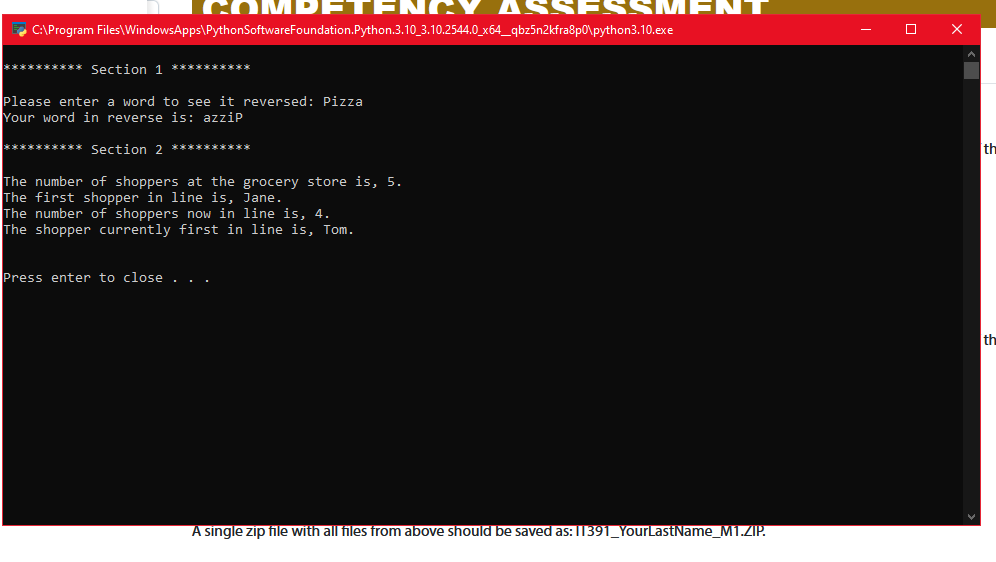 COMPETENCY ASSESSMENT
C:\Program Files\WindowsApps\PythonSoftwareFoundation.Python.3.10_3.10.2544.0_x64__qbz5n2kfra8p0\python3.10.exe
********** Section 1 **********
Please enter a word to see it reversed: Pizza
Your word in reverse is: azziP
********** Section 2 **********
th
The number of shoppers at the grocery store is, 5.
The first shopper in line is, Jane.
The number of shoppers now in line is, 4.
The shopper currently first in line is, Tom.
Press enter to close . . .
th
A single zip file with all files from above should be saved as: IT391_YourLastName_M1.ZIP.